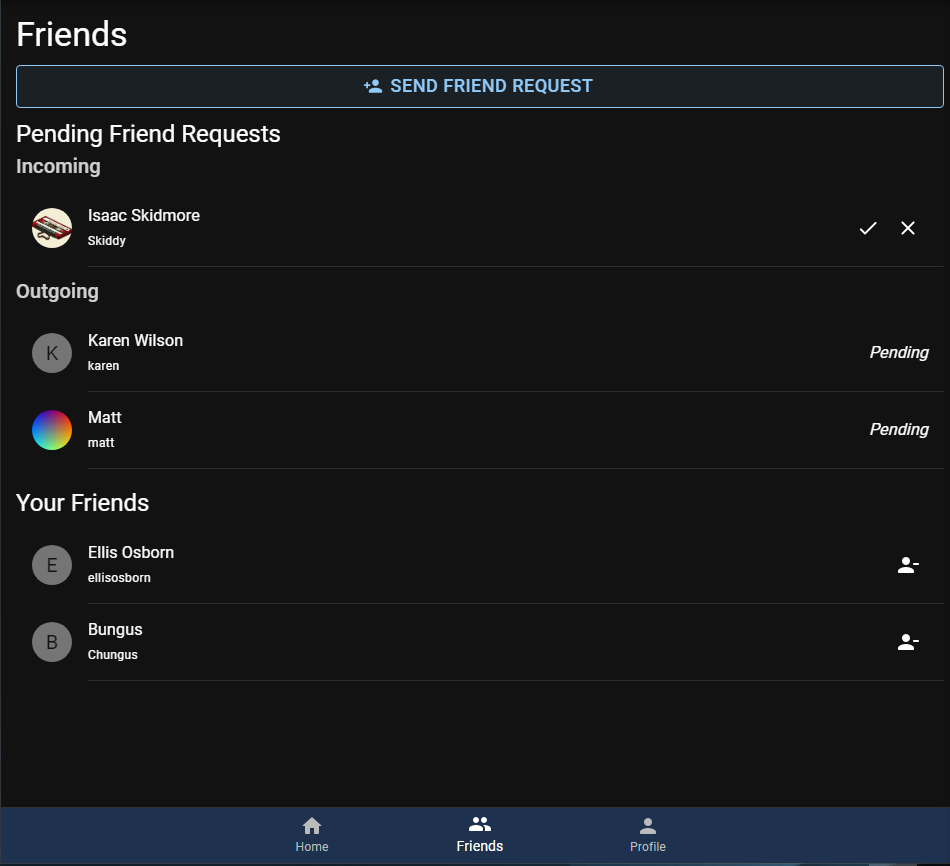 Friends
SEND FRIEND REQUEST
Pending Friend Requests
Incoming
Isaac Skidmore
Skiddy
Outgoing
K
Karen Wilson
karen
Pending
Matt
matt
Pending
Your Friends
E
Ellis Osborn
ellisosborn
B
Bungus
Chungus
Home
Friends
Profile